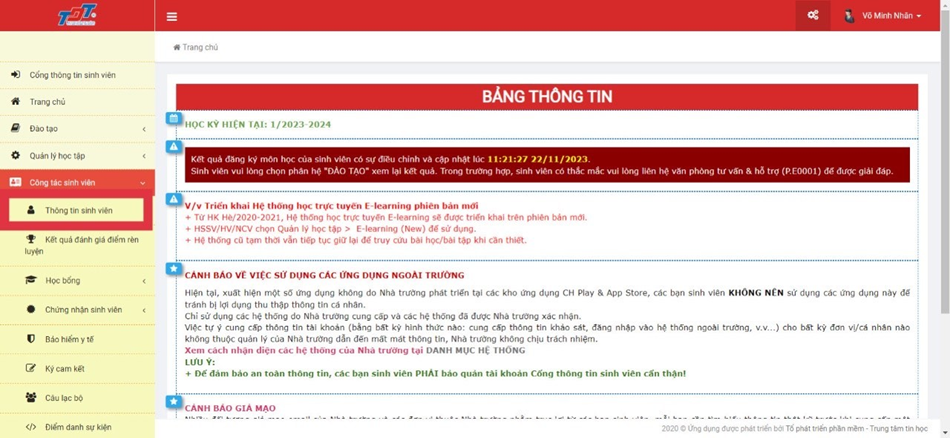 TDT
Võ Minh Nhân
Trang chủ
Cổng thông tin sinh viên
Trang chủ
Đào tạo
Quản lý học tập
Công tác sinh viên
Thông tin sinh viên
Kết quả đánh giá điểm rèn
luyện
Học bổng
Chứng nhận sinh viên
Bảo hiểm y tế
Ký cam kết
Câu lạc bộ
Điểm danh sự kiện
BẢNG THÔNG TIN
HỌC KỲ HIỆN TẠI: 1/2023-2024
Kết quả đăng ký môn học của sinh viên có sự điều chỉnh và cập nhật lúc 11:21:27 22/11/2023.
Sinh viên vui lòng chọn phân hệ "ĐÀO TẠO" xem lại kết quả. Trong trường hợp, sinh viên có thắc mắc vui lòng liên hệ văn phòng tư vấn & hỗ trợ (P.E0001) để được giải đáp.
V/v Triển khai Hệ thống học trực tuyến E-learning phiên bản mới
+ Từ HK Hè/2020-2021, Hệ thống học trực tuyến E-learning sẽ được triển khai trên phiên bản mới.
+ HSSV/HV/NCV chọn Quản lý học tập > E-learning (New) để sử dụng.
+ Hệ thống cũ tạm thời vẫn tiếp tục giữ lại để truy cứu bài học/bài tập khi cần thiết.
CẢNH BÁO VỀ VIỆC SỬ DỤNG CÁC ỨNG DỤNG NGOÀI TRƯỜNG
Hiện tại, xuất hiện một số ứng dụng không do Nhà trường phát triển tại các kho ứng dụng CH Play & App Store, các bạn sinh viên KHÔNG NÊN sử dụng các ứng dụng này để
tránh bị lợi dụng thu thập thông tin cá nhân.
Chỉ sử dụng các hệ thống do Nhà trường cung cấp và các hệ thống đã được Nhà trường xác nhận.
Việc tự ý cung cấp thông tin tài khoản (bằng bất kỳ hình thức nào: cung cấp thông tin khảo sát, đăng nhập vào hệ thống ngoài trường, v.v...) cho bất kỳ đơn vị/cá nhân nào
không thuộc quản lý của Nhà trường dẫn đến mất mát thông tin, Nhà trường không chịu trách nhiệm.
Xem cách nhận diện các hệ thống của Nhà trường tại DANH MỤC HỆ THỐNG
LƯU Ý:
+ Để đảm bảo an toàn thông tin, các bạn sinh viên PHẢI bảo quản tài khoản Cổng thông tin sinh viên cẩn thận!
CẢNH BÁO GIẢ MẠO
2020 © Ứng dụng được phát triển bởi Tổ phát triển phần mềm - Trung tâm tin học